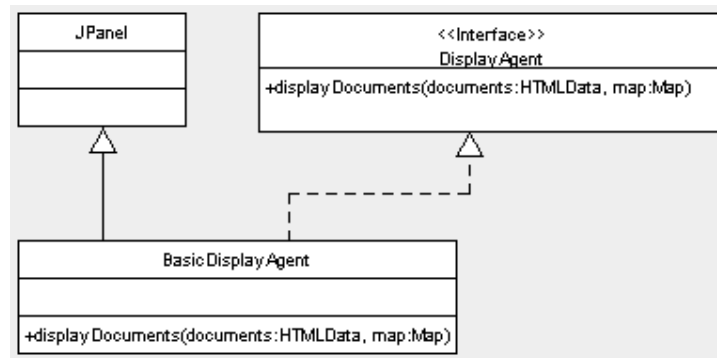 JPanel
<<Interface>>
DisplayAgent
+displayDocuments(documents:HTMLData, map:Map)
BasicDisplayAgent
+displayDocuments(documents:HTMLData, map:Map)